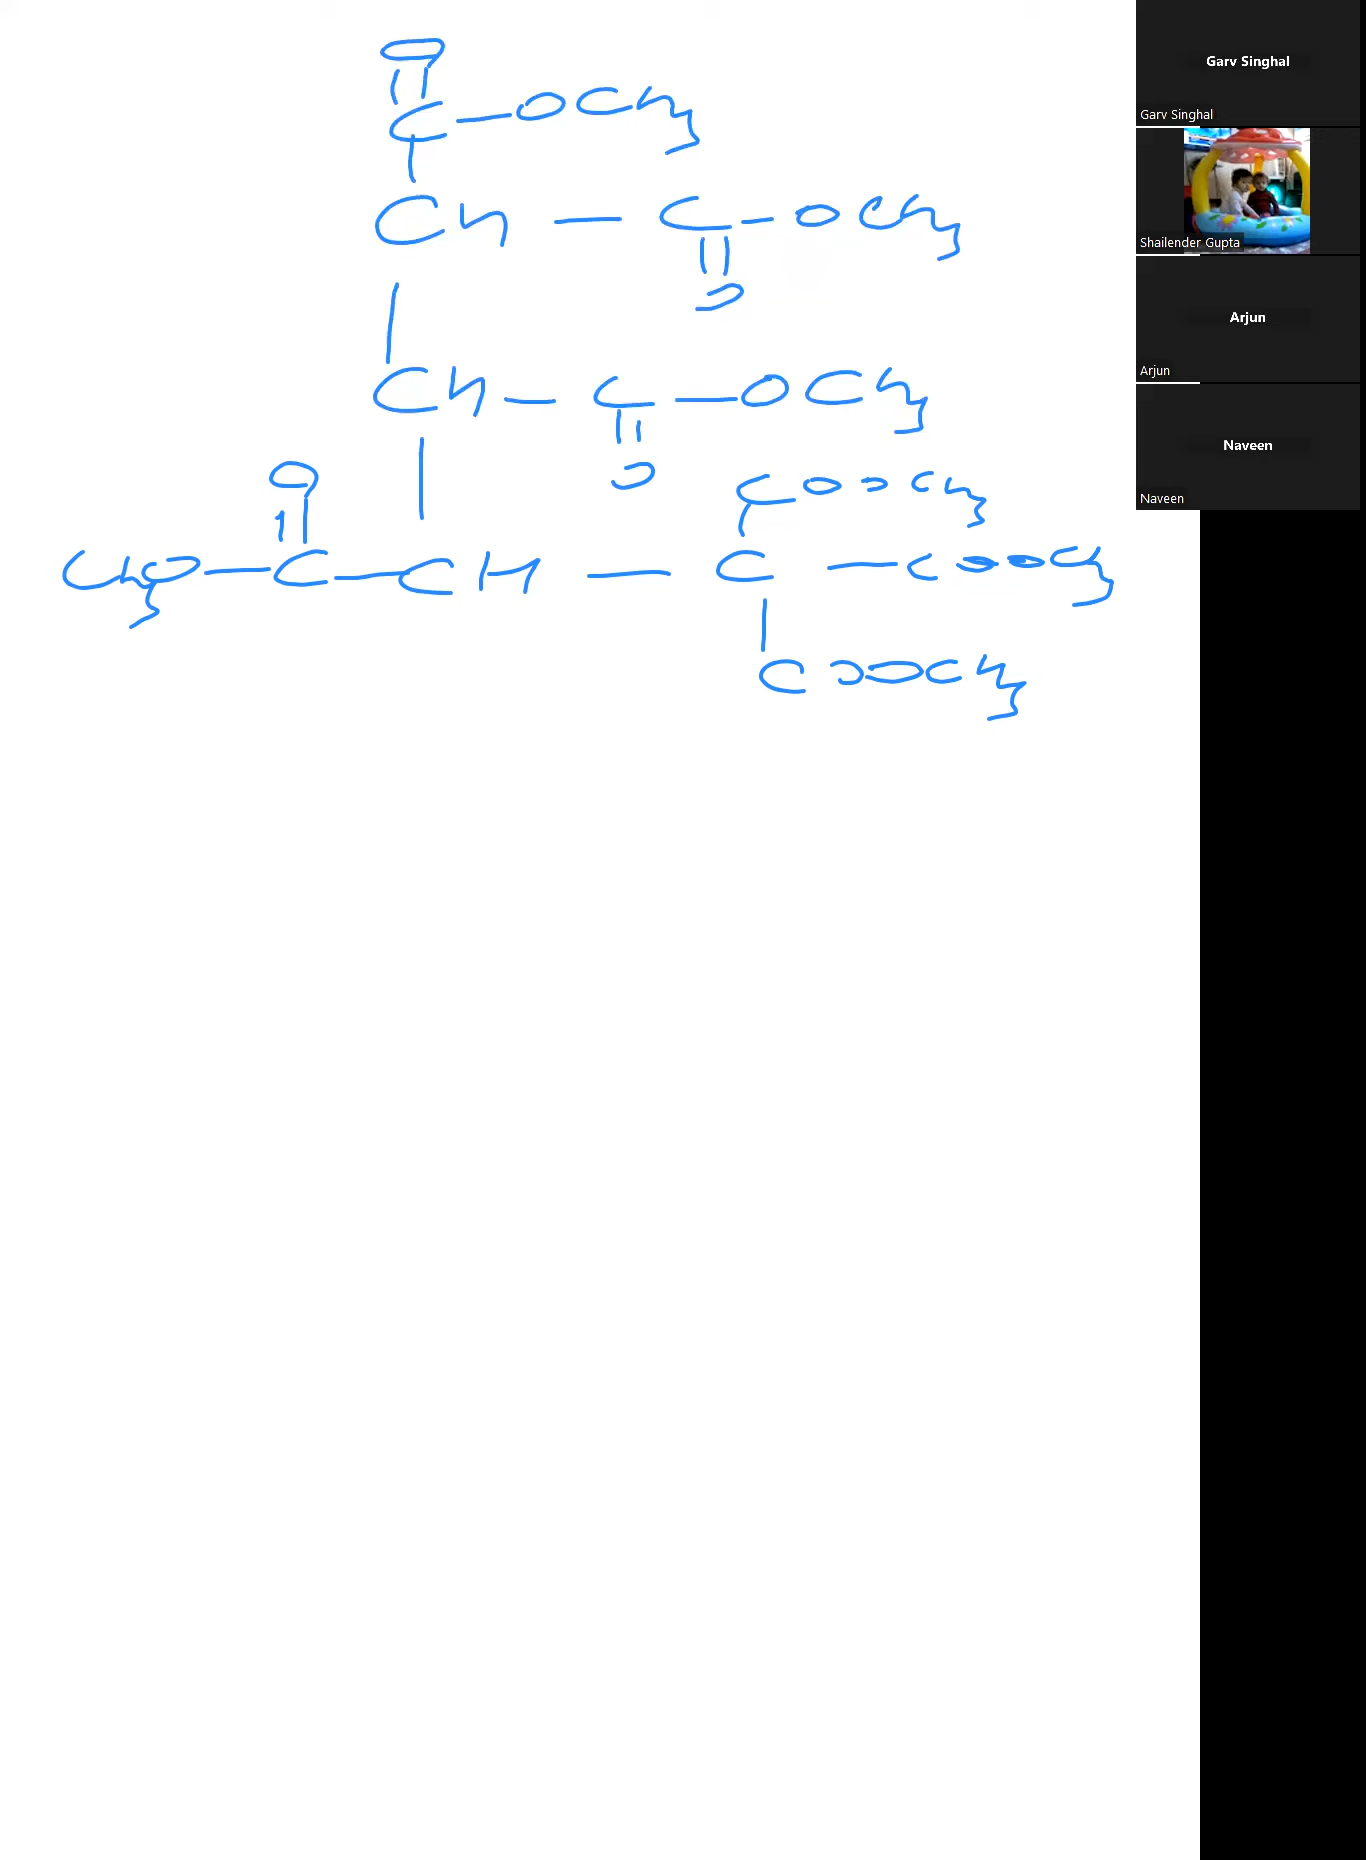 O
C — OCH3
CH — C — OCH3
O
CH — C — OCH3
O
O
COOCH3
CH3O — C — CH — C — COOCH3
COOCH3
Garv Singhal
Garv Singhal
Shailender Gupta
Arjun
Arjun
Naveen
Naveen